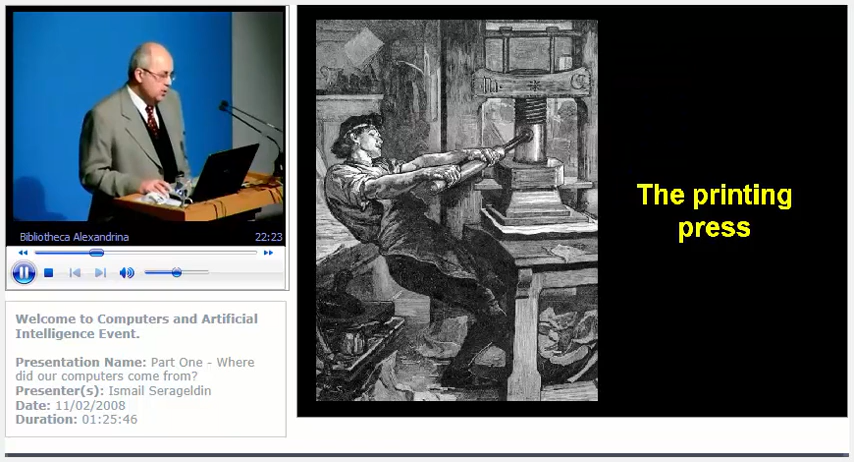 Bibliotheca Alexandrina 22:23
Welcome to Computers and Artificial
Intelligence Event.
Presentation Name: Part One - Where
did our computers come from?
Presenter(s): Ismail Serageldin
Date: 11/02/2008
Duration: 01:25:46
The printing
press